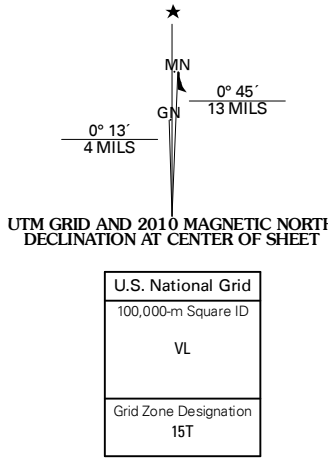 MN
0° 45´
13 MILS
GN
0° 13´
4 MILS
UTM GRID AND 2010 MAGNETIC NORTH
DECLINATION AT CENTER OF SHEET
U.S. National Grid
100,000-m Square ID
VL
Grid Zone Designation
15T